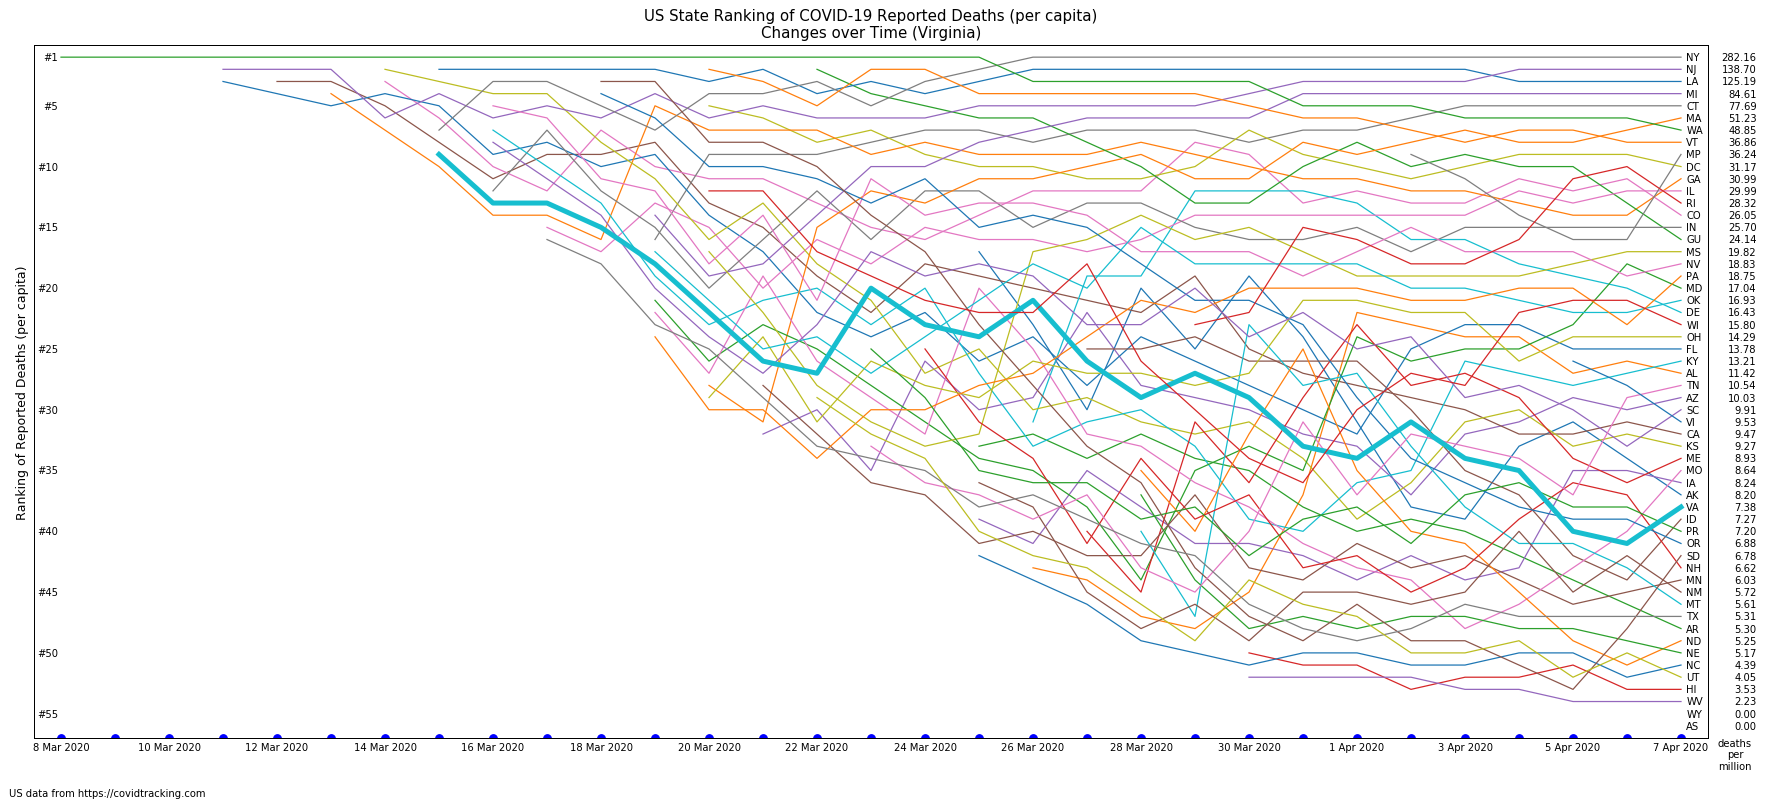 US State Ranking of COVID-19 Reported Deaths (per capita)
Changes over Time (Virginia)
Ranking of Reported Deaths (per capita)
#1
#5
#10
#15
#20
#25
#30
#35
#40
#45
#50
#55
NY 282.16
NJ 138.70
LA 125.19
MI 84.61
CT 77.69
MA 51.23
WA 48.85
VT 36.86
MP 36.24
DC 31.17
GA 30.99
IL 29.99
RI 28.32
CO 26.05
IN 25.70
GU 24.14
MS 19.82
NV 18.83
PA 18.75
MD 17.04
OK 16.93
DE 16.43
WI 15.80
OH 14.29
FL 13.78
KY 13.21
AL 11.42
TN 10.54
AZ 10.03
SC 9.91
VI 9.53
CA 9.47
KS 9.27
ME 8.93
MO 8.64
IA 8.24
AK 8.20
VA 7.38
ID 7.27
PR 7.20
OR 6.88
SD 6.78
NH 6.62
MN 6.03
NM 5.72
MT 5.61
TX 5.31
AR 5.30
ND 5.25
NE 5.17
NC 4.39
UT 4.05
HI 3.53
WV 2.23
WY 0.00
AS 0.00
8 Mar 2020 10 Mar 2020 12 Mar 2020 14 Mar 2020 16 Mar 2020 18 Mar 2020 20 Mar 2020 22 Mar 2020 24 Mar 2020 26 Mar 2020 28 Mar 2020 30 Mar 2020 1 Apr 2020 3 Apr 2020 5 Apr 2020 7 Apr 2020
deaths
per
million
US data from https://covidtracking.com